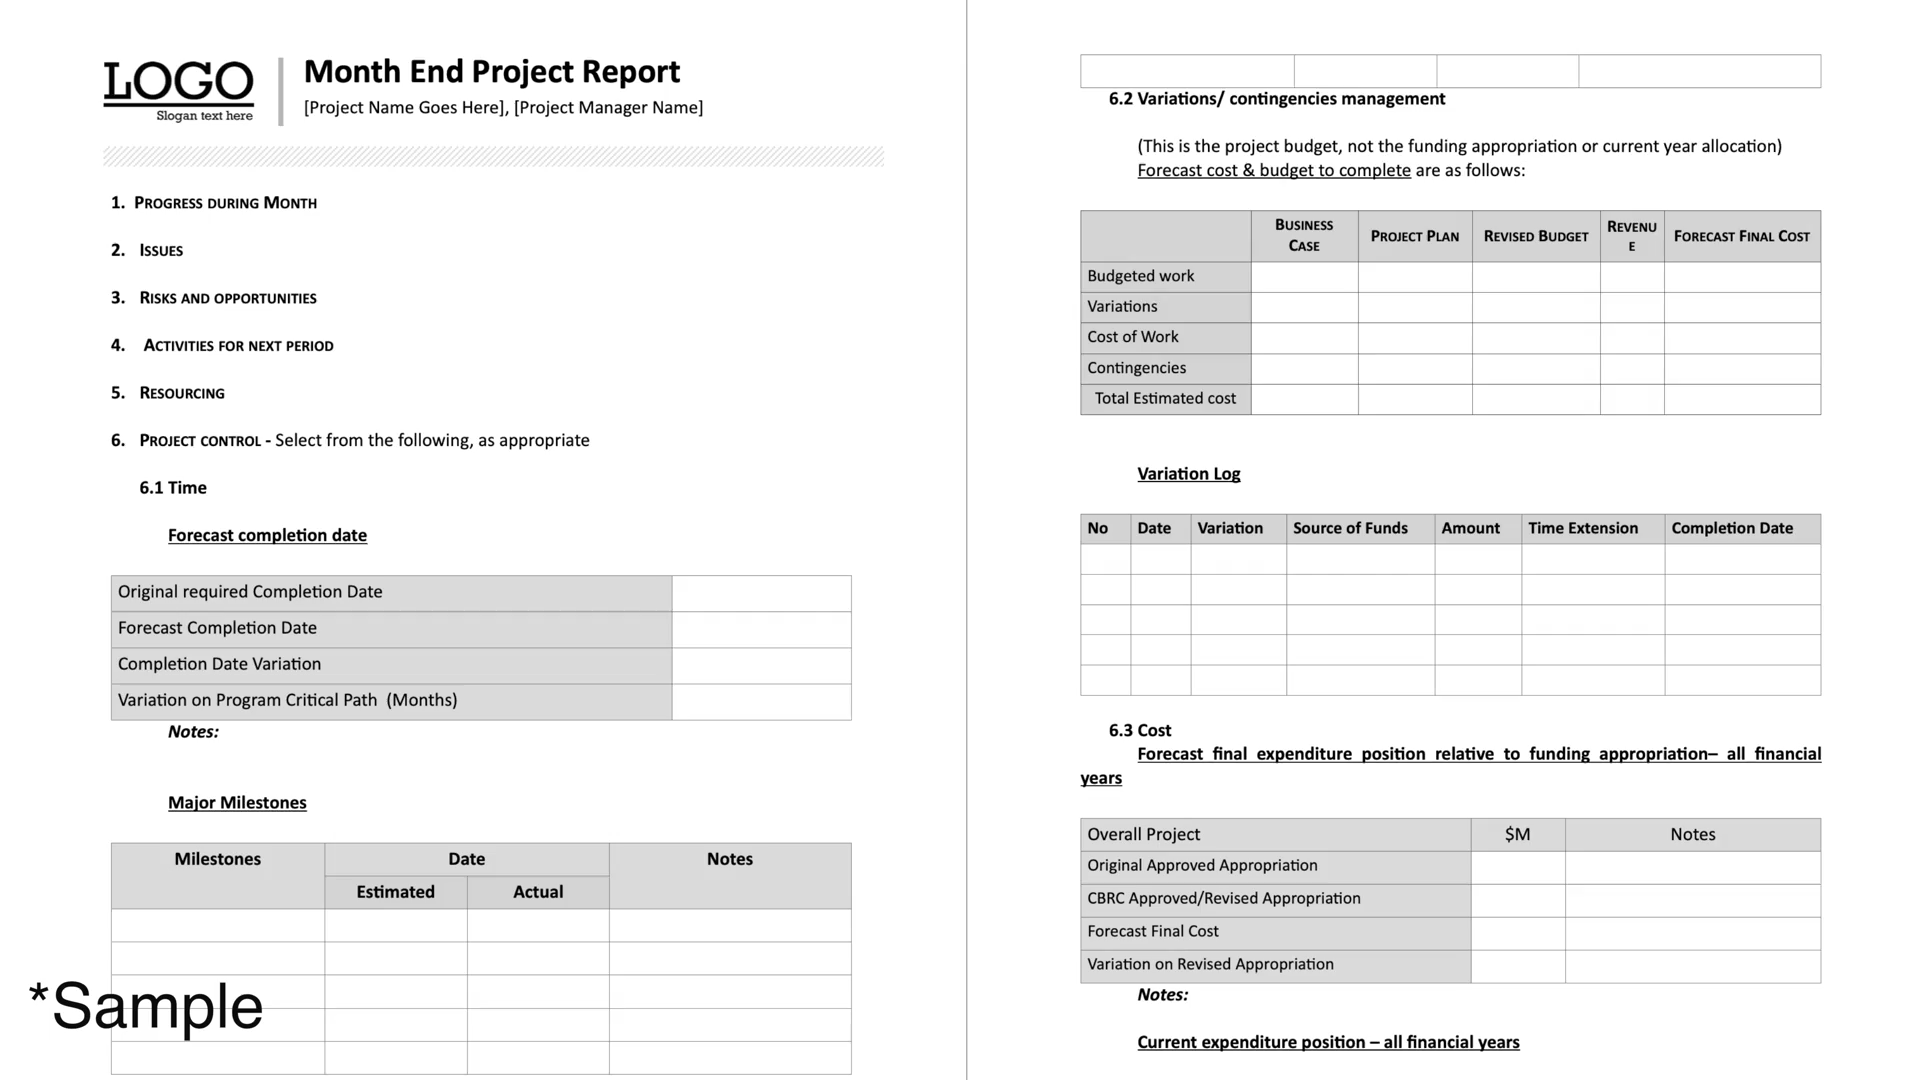 LOGO
Slogan text here
Month End Project Report
[Project Name Goes Here], [Project Manager Name]
1. PROGRESS DURING MONTH
2. ISSUES
3. RISKS AND OPPORTUNITIES
4. ACTIVITIES FOR NEXT PERIOD
5. RESOURCING
6. PROJECT CONTROL - Select from the following, as appropriate
6.1 Time
Forecast completion date
Original required Completion Date
Forecast Completion Date
Completion Date Variation
Variation on Program Critical Path (Months)
Notes:
Major Milestones
Milestones Date Notes
Estimated Actual
*Sample
6.2 Variations/ contingencies management
(This is the project budget, not the funding appropriation or current year allocation)
Forecast cost & budget to complete are as follows:
BUSINESS CASE PROJECT PLAN REVISED BUDGET REVENU E FORECAST FINAL COST
Budgeted work
Variations
Cost of Work
Contingencies
Total Estimated cost
Variation Log
No Date Variation Source of Funds Amount Time Extension Completion Date
6.3 Cost
Forecast final expenditure position relative to funding appropriation– all financial
years
Overall Project $M Notes
Original Approved Appropriation
CBRC Approved/Revised Appropriation
Forecast Final Cost
Variation on Revised Appropriation
Notes:
Current expenditure position – all financial years